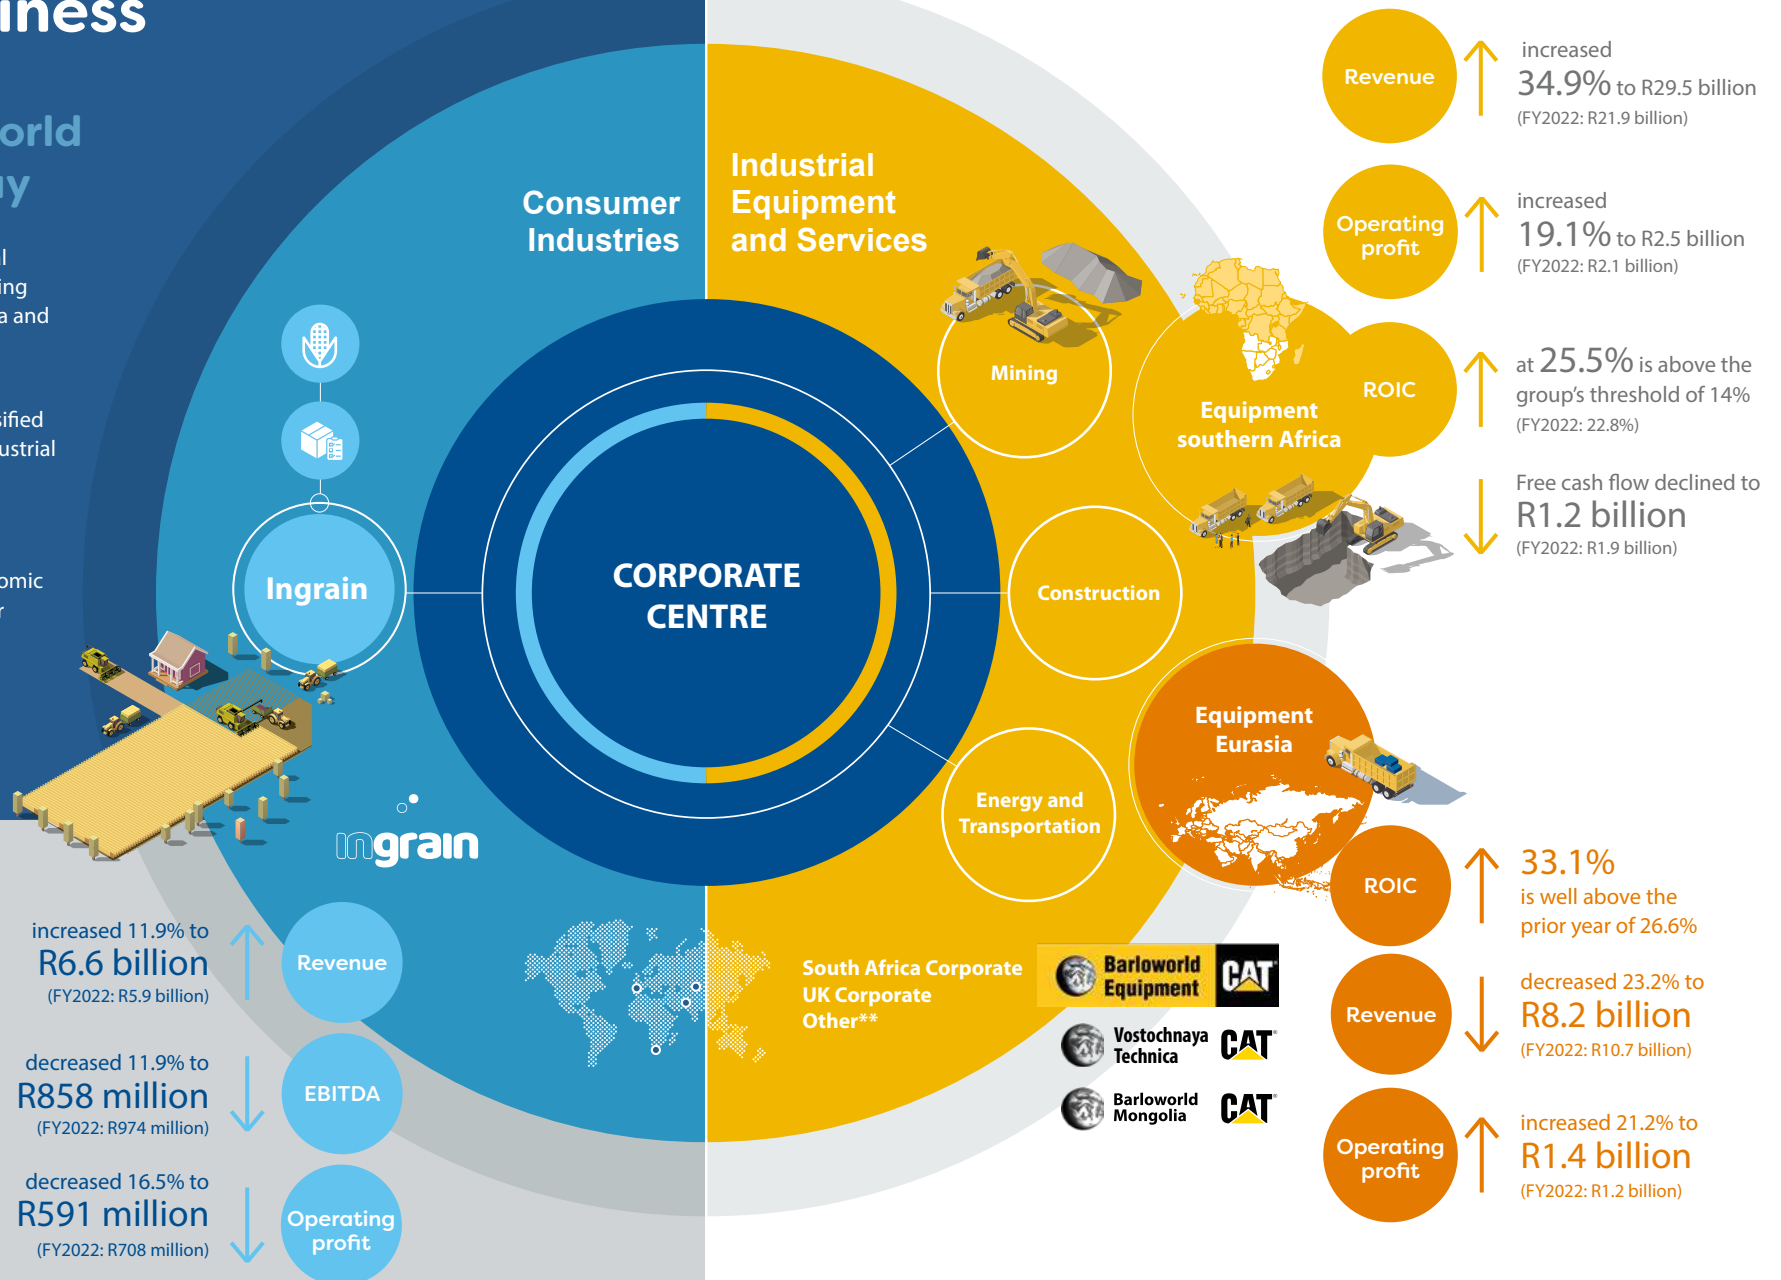 iness
orld
ay
l
ing
a and
sified
ustrial
omic
r
Consumer
Industries
Industrial
Equipment
and Services
Mining
Construction
Energy and
Transportation
CORPORATE
CENTRE
Ingrain
ingrain
increased 11.9% to
R6.6 billion
(FY2022: R5.9 billion)
Revenue
decreased 11.9% to
R858 million
(FY2022: R974 million)
EBITDA
decreased 16.5% to
R591 million
(FY2022: R708 million)
Operating
profit
South Africa Corporate
UK Corporate
Other**
Barloworld
Equipment
CAT
Vostochnaya
Technica
CAT
Barloworld
Mongolia
CAT
Equipment
southern Africa
Revenue
increased
34.9% to R29.5 billion
(FY2022: R21.9 billion)
Operating
profit
increased
19.1% to R2.5 billion
(FY2022: R2.1 billion)
ROIC
at 25.5% is above the
group's threshold of 14%
(FY2022: 22.8%)
Free cash flow declined to
R1.2 billion
(FY2022: R1.9 billion)
Equipment
Eurasia
ROIC
33.1%
is well above the
prior year of 26.6%
Revenue
decreased 23.2% to
R8.2 billion
(FY2022: R10.7 billion)
Operating
profit
increased 21.2% to
R1.4 billion
(FY2022: R1.2 billion)